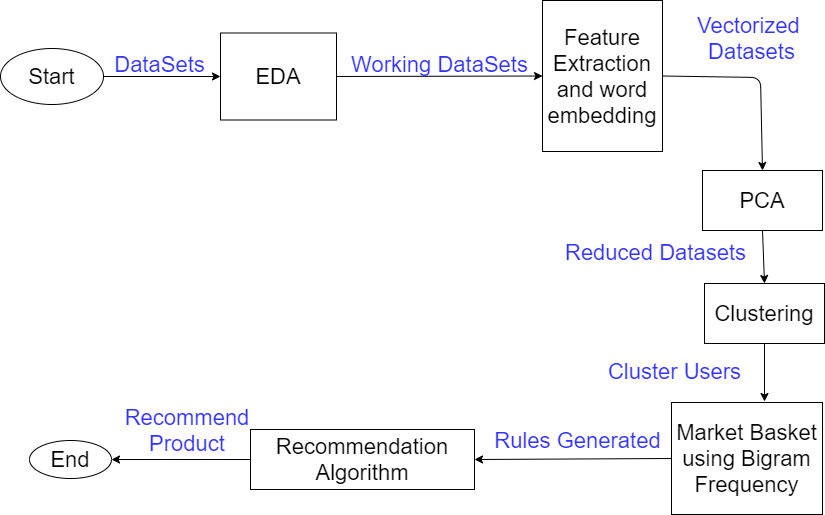 Start
DataSets
EDA
Working DataSets
Feature
Extraction
and word
embedding
Vectorized
Datasets
PCA
Reduced Datasets
Clustering
Cluster Users
Market Basket
using Bigram
Frequency
Rules Generated
Recommendation
Algorithm
Recommend
Product
End